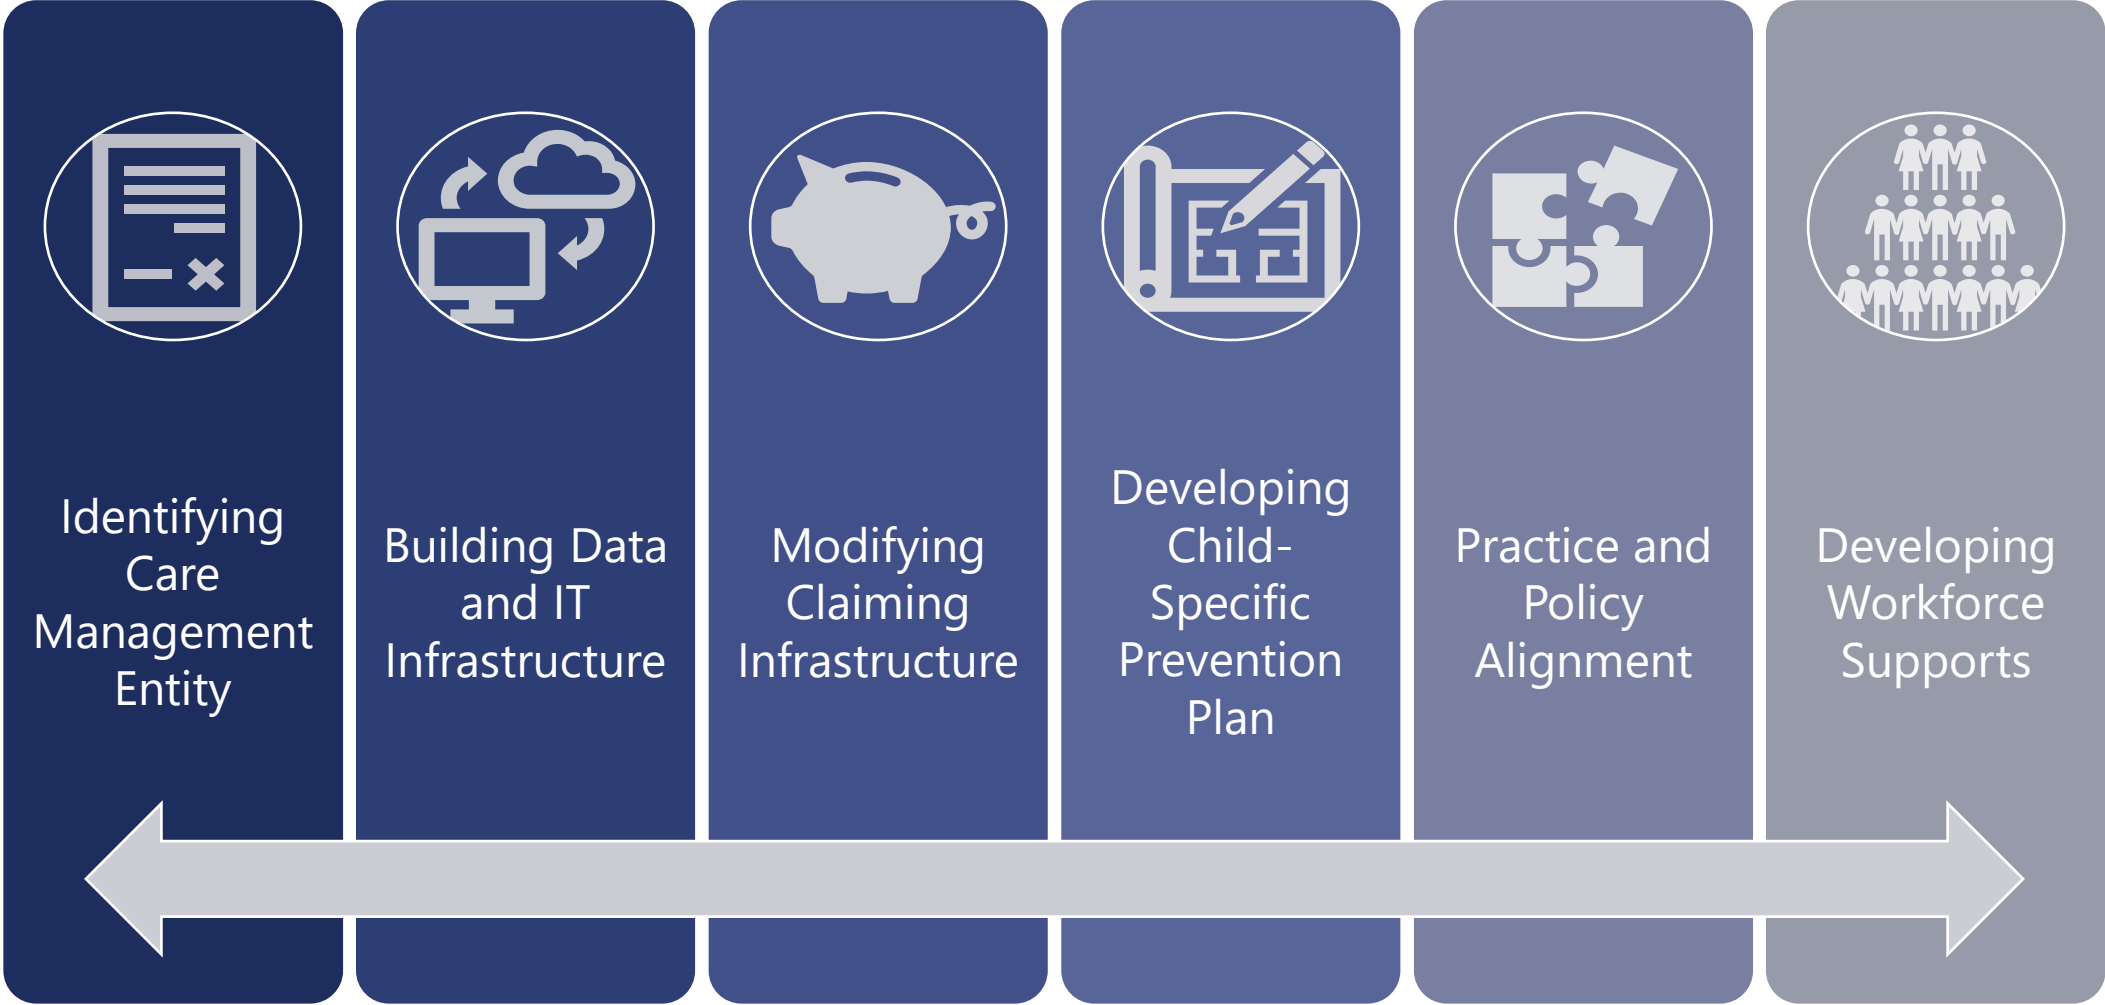 Identifying
Care
Management
Entity
Building Data
and IT
Infrastructure
Modifying
Claiming
Infrastructure
Developing
Child-
Specific
Prevention
Plan
Practice and
Policy
Alignment
Developing
Workforce
Supports